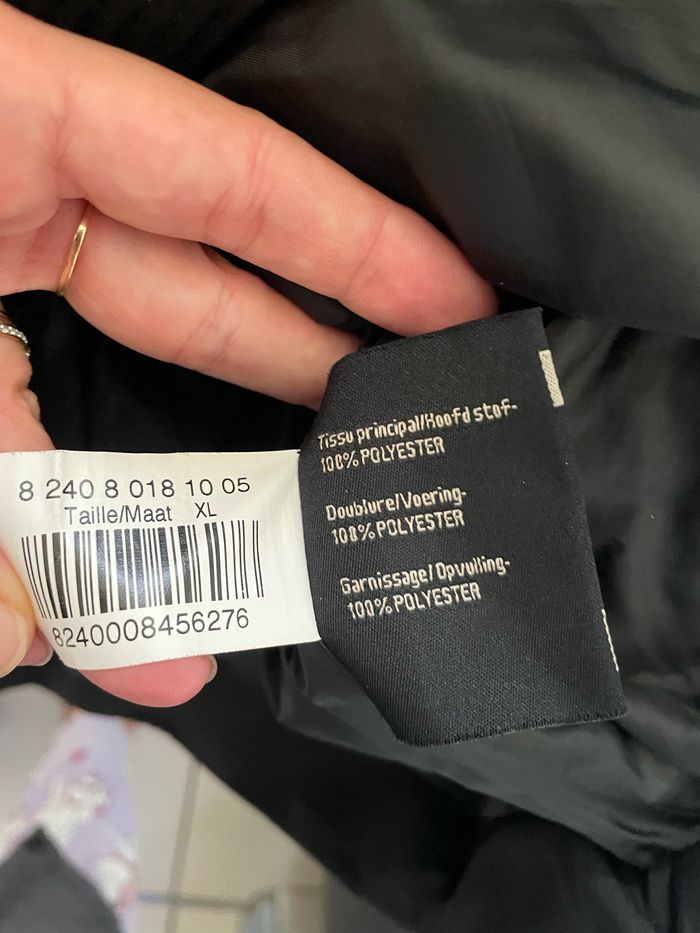 8 240 8 018 10 05
Taille/Maat XL
8240008456276
Tissu principal/Hoofd stof-
100% POLYESTER
Doublure/Voering-
100% POLYESTER
Garnissage/Opvulling-
100% POLYESTER